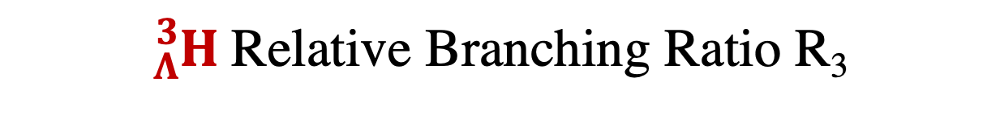 ³ΛH Relative Branching Ratio R₃